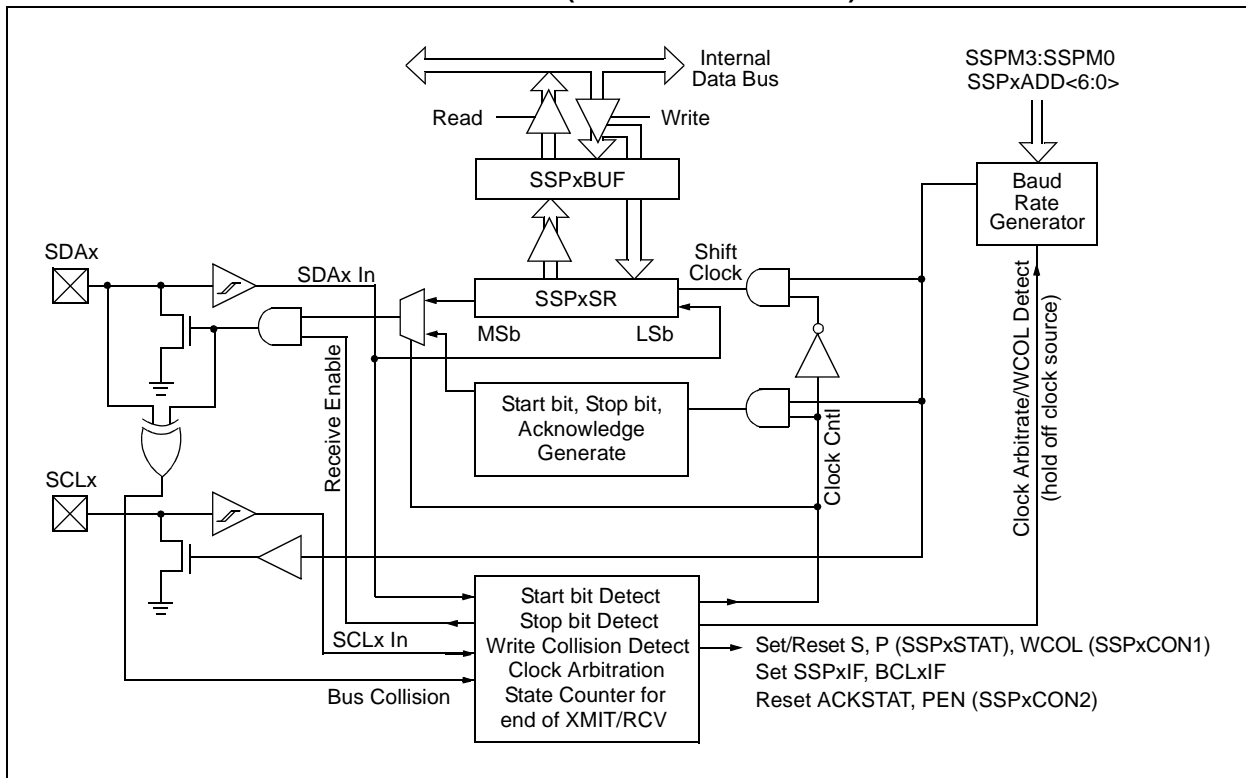 Internal
Data Bus
SSPM3:SSPM0
SSPxADD<6:0>
Read
Write
SSPxBUF
Baud
Rate
Generator
SDAx
SDAx In
Shift
Clock
SSPxSR
MSb
LSb
Start bit, Stop bit,
Acknowledge
Generate
Receive Enable
Clock Cntl
Clock Arbitrate/WCOL Detect
(hold off clock source)
SCLx
SCLx In
Bus Collision
Start bit Detect
Stop bit Detect
Write Collision Detect
Clock Arbitration
State Counter for
end of XMIT/RCV
Set/Reset S, P (SSPxSTAT), WCOL (SSPxCON1)
Set SSPxIF, BCLxIF
Reset ACKSTAT, PEN (SSPxCON2)